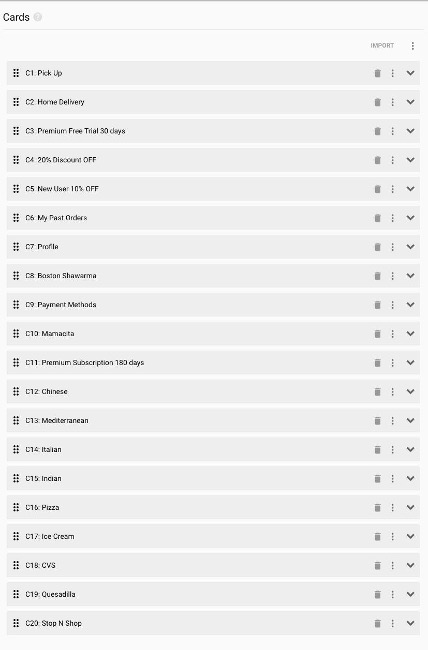 Cards ?
IMPORT
C1: Pick Up
C2: Home Delivery
C3: Premium Free Trial 30 days
C4: 20% Discount OFF
C5: New User 10% OFF
C6: My Past Orders
C7: Profile
C8: Boston Shawarma
C9: Payment Methods
C10: Mamacita
C11: Premium Subscription 180 days
C12: Chinese
C13: Mediterranean
C14: Italian
C15: Indian
C16: Pizza
C17: Ice Cream
C18: CVS
C19: Quesadilla
C20: Stop N Shop